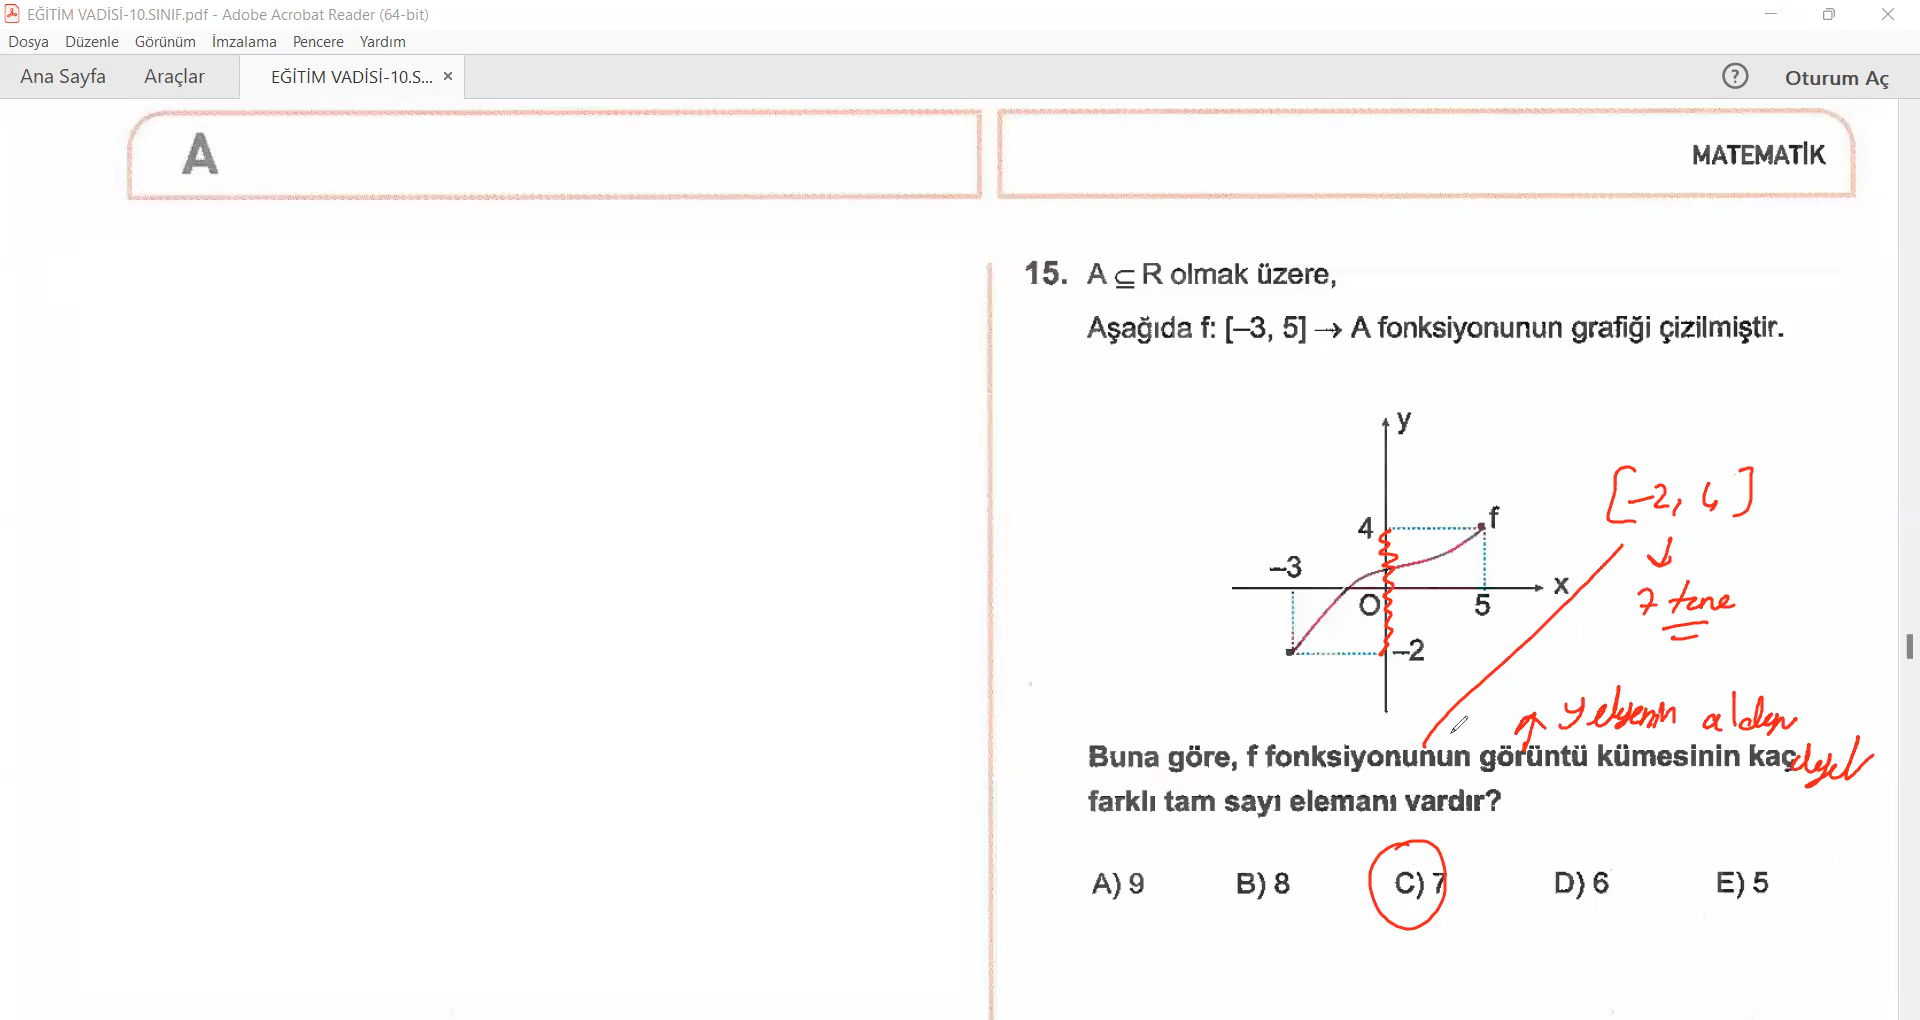 EĞİTİM VADİSİ-10.SINIF.pdf - Adobe Acrobat Reader (64-bit)
Dosya Düzenle Görünüm İmzalama Pencere Yardım
Ana Sayfa Araçlar EĞİTİM VADİSİ-10.S... × ? Oturum Aç
A
MATEMATİK
15. A ⊆ R olmak üzere,
Aşağıda f: [–3, 5] → A fonksiyonunun grafiği çizilmiştir.
y
[-2, 4]
4
f
–3
x
O
5
7 tane
–2
y eksenin aldığı
değer
Buna göre, f fonksiyonunun görüntü kümesinin kaç
farklı tam sayı elemanı vardır?
A) 9 B) 8 C) 7 D) 6 E) 5